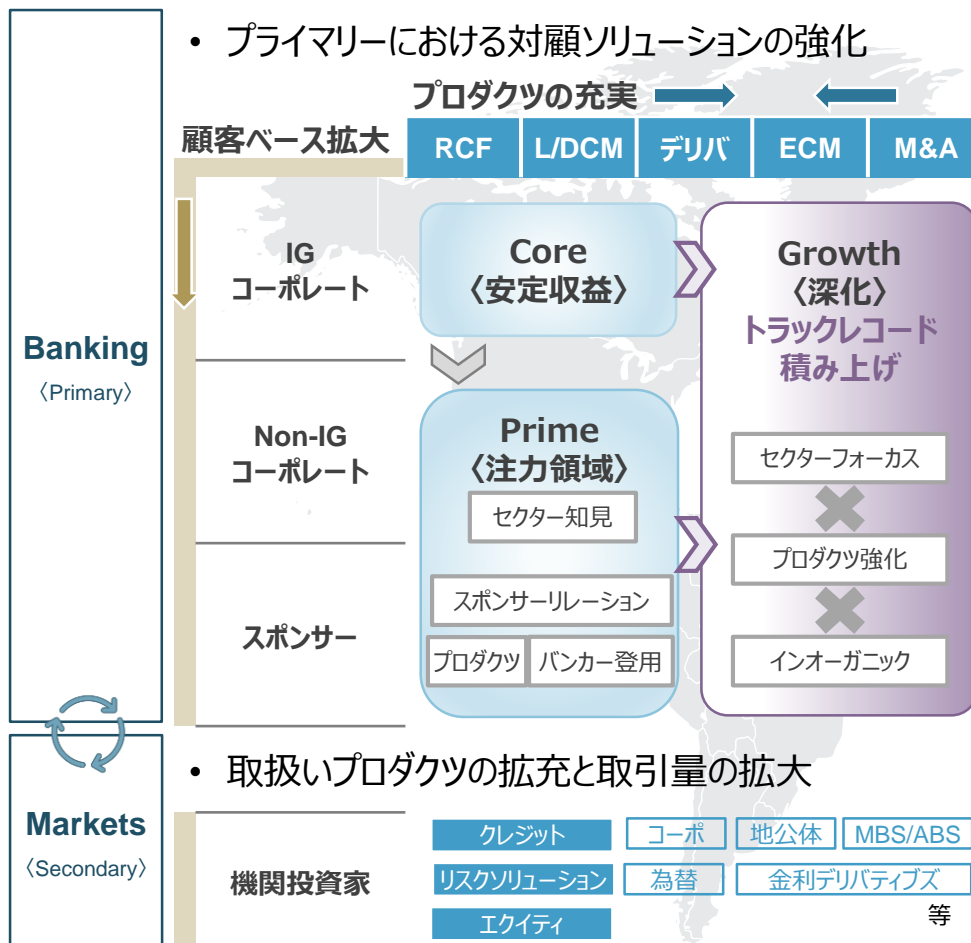 • プライマリーにおける対顧ソリューションの強化
プロダクツの充実
顧客ベース拡大
RCF
L/DCM
デリバ
ECM
M&A
Banking
〈Primary〉
IG
コーポレート
Core
〈安定収益〉
Growth
〈深化〉
トラックレコード
積み上げ
Non-IG
コーポレート
Prime
〈注力領域〉
セクター知見
セクターフォーカス
プロダクツ強化
スポンサー
スポンサーリレーション
プロダクツ
バンカー登用
インオーガニック
• 取扱いプロダクツの拡充と取引量の拡大
Markets
〈Secondary〉
機関投資家
クレジット
コーポ
地公体
MBS/ABS
リスクソリューション
為替
金利デリバティブズ
エクイティ
等